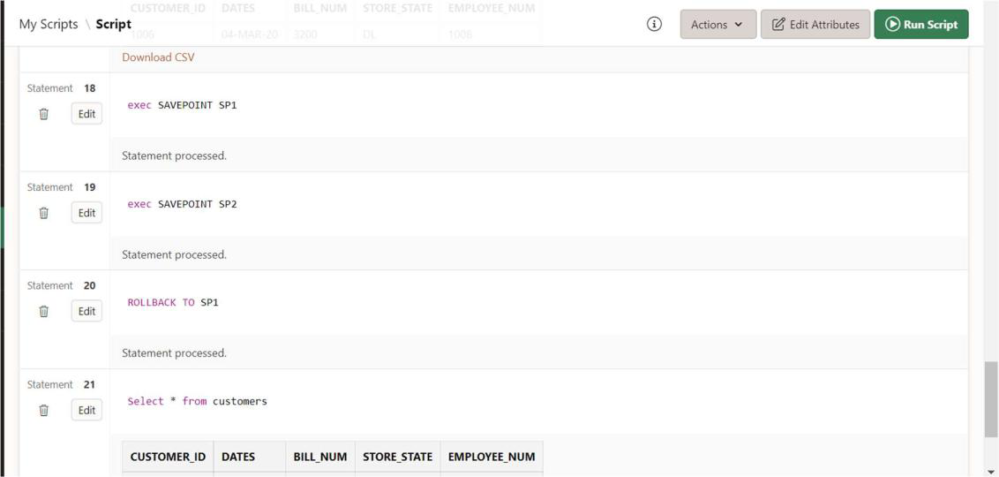 CUSTOMER_ID DATES BILL_NUM STORE_STATE EMPLOYEE_NUM
My Scripts \ Script
Actions
Edit Attributes
Run Script
1006 04-MAR-20 3200 DL 1008
Download CSV
Statement 18
Edit
exec SAVEPOINT SP1
Statement processed.
Statement 19
Edit
exec SAVEPOINT SP2
Statement processed.
Statement 20
Edit
ROLLBACK TO SP1
Statement processed.
Statement 21
Edit
Select * from customers
CUSTOMER_ID DATES BILL_NUM STORE_STATE EMPLOYEE_NUM